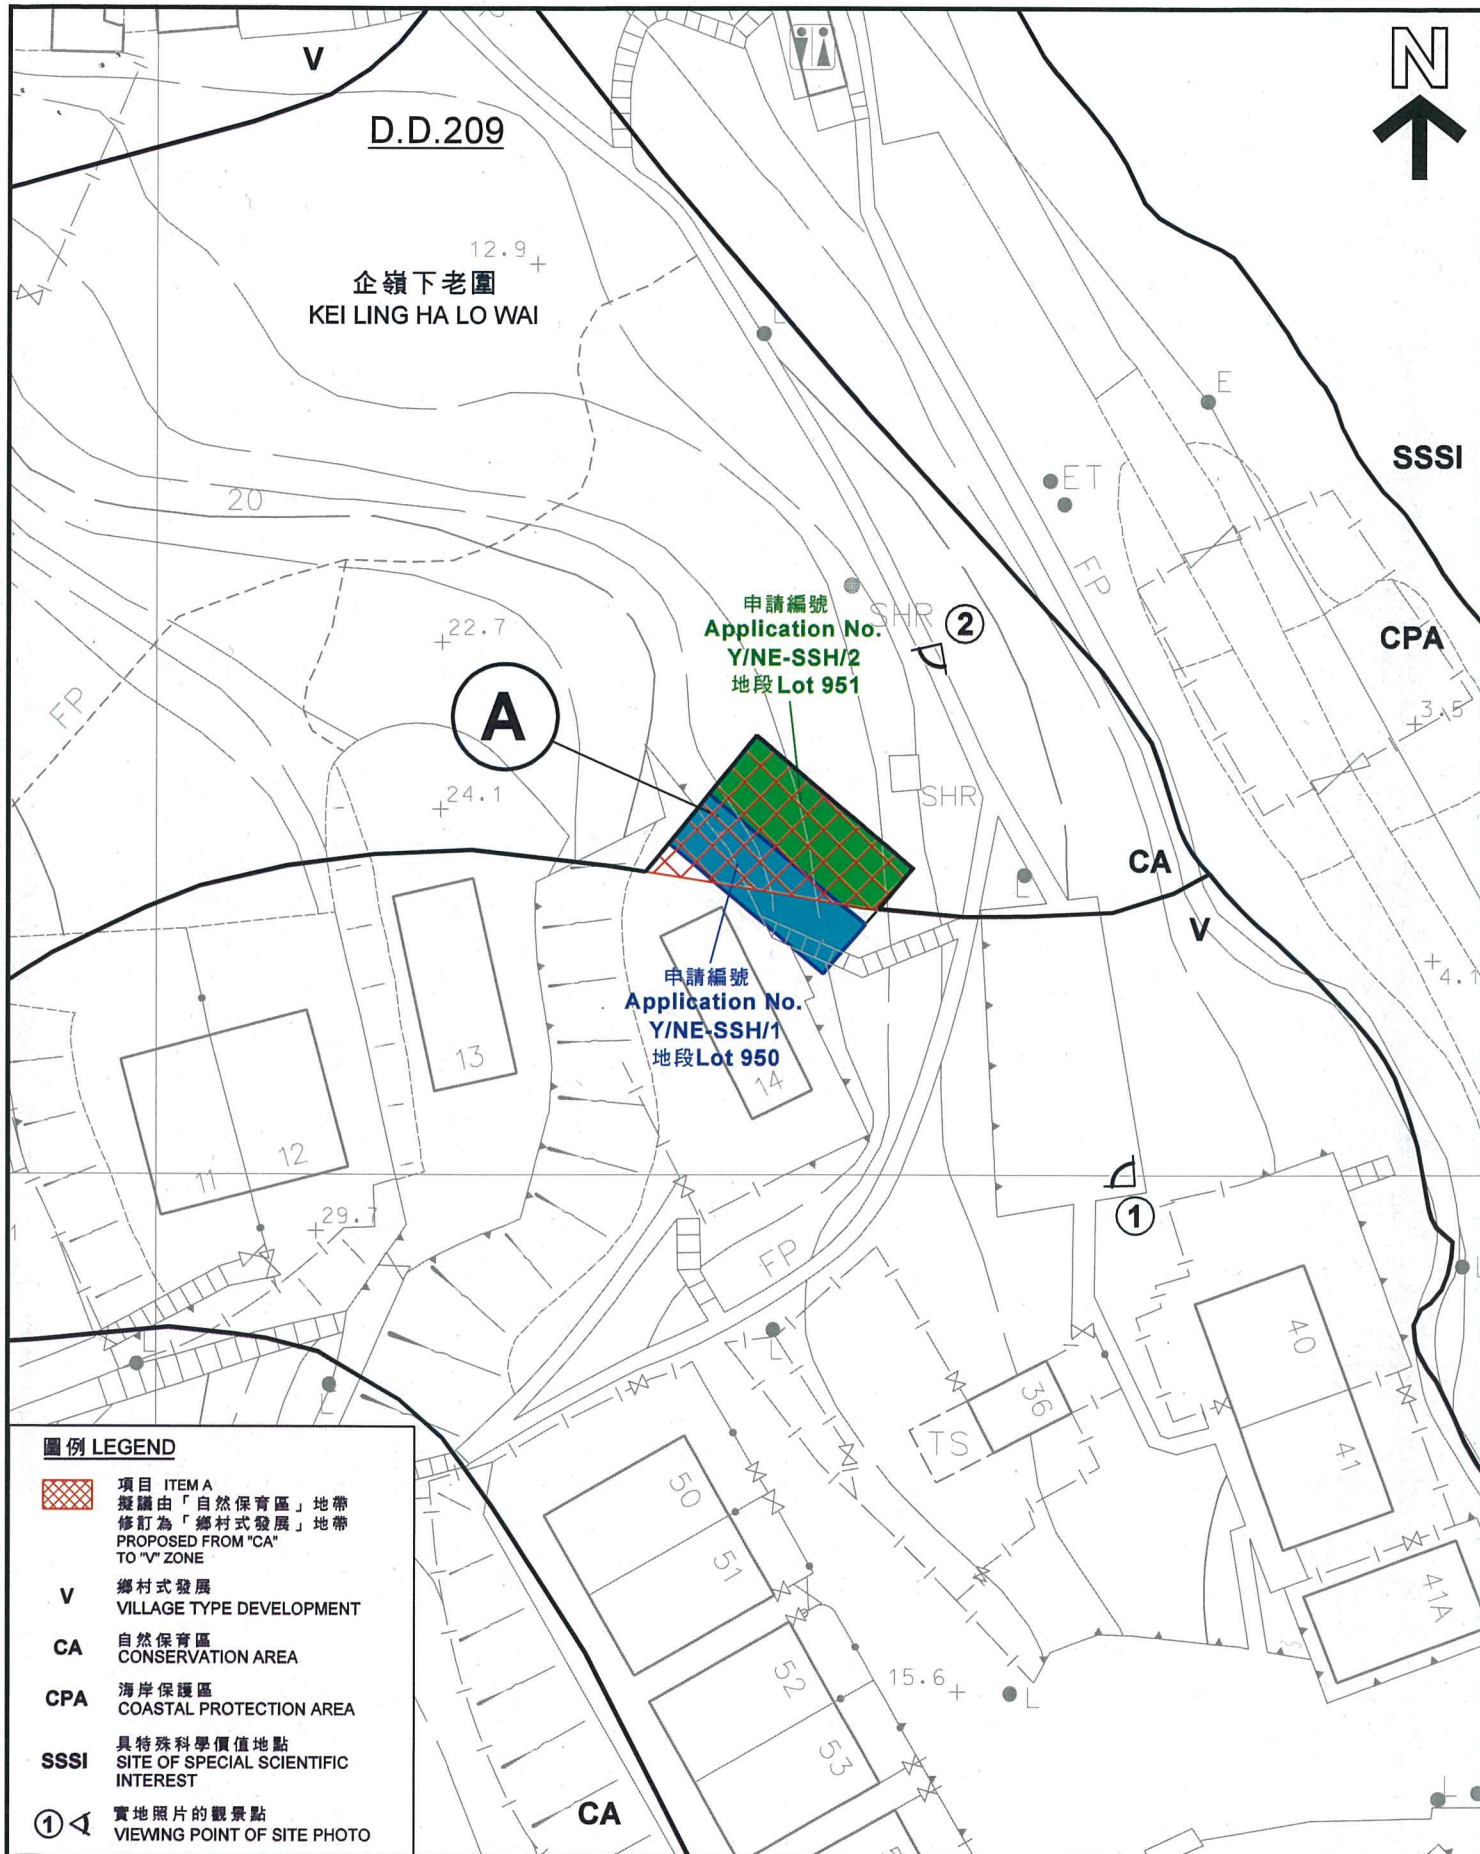 V
D.D.209
N
12.9
企嶺下老圍
KEI LING HA LO WAI
L
E
SSSI
ET
20
FP
申請編號
Application No.
Y/NE-SSH/2
地段Lot 951
SHR
2
22.7
CPA
FP
A
3.5
24.1
SHR
CA
L
V
申請編號
Application No.
Y/NE-SSH/1
地段Lot 950
13
14
12
11
29.7
1
FP
L
L
L
L
40
36
TS
41
50
51
41A
52
53
15.6
L
CA
圖例 LEGEND
項目 ITEM A
擬議由「自然保育區」地帶
修訂為「鄉村式發展」地帶
PROPOSED FROM "CA"
TO "V" ZONE
V
鄉村式發展
VILLAGE TYPE DEVELOPMENT
CA
自然保育區
CONSERVATION AREA
CPA
海岸保護區
COASTAL PROTECTION AREA
SSSI
具特殊科學價值地點
SITE OF SPECIAL SCIENTIFIC
INTEREST
1
實地照片的觀景點
VIEWING POINT OF SITE PHOTO